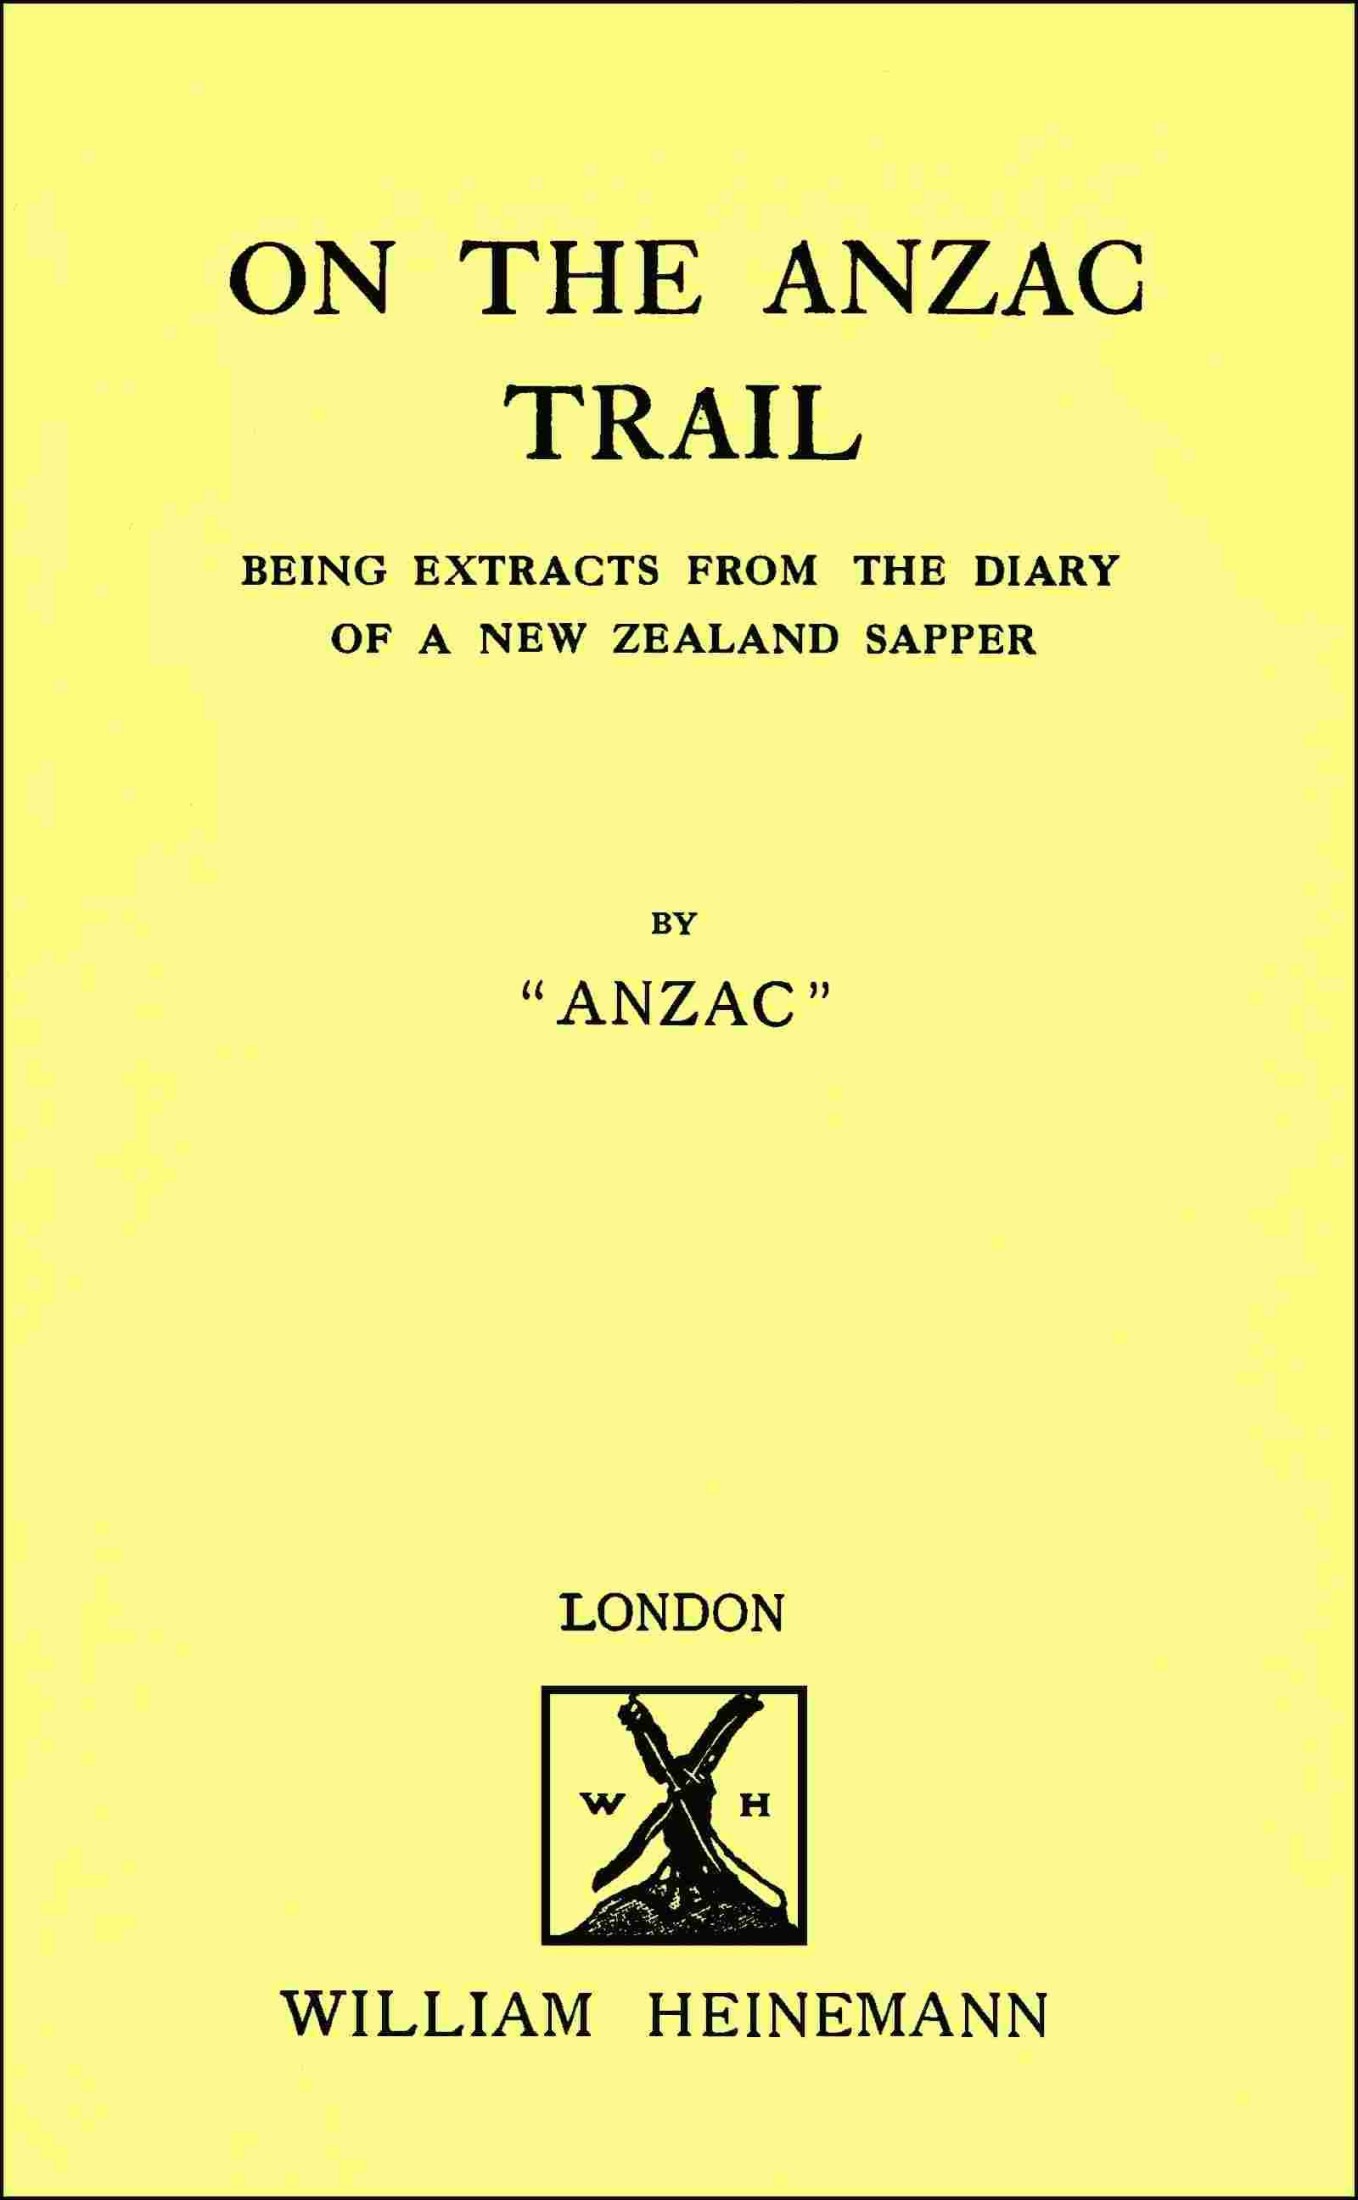 ON THE ANZAC
TRAIL
BEING EXTRACTS FROM THE DIARY
OF A NEW ZEALAND SAPPER
BY
“ANZAC”
LONDON
W H
WILLIAM HEINEMANN